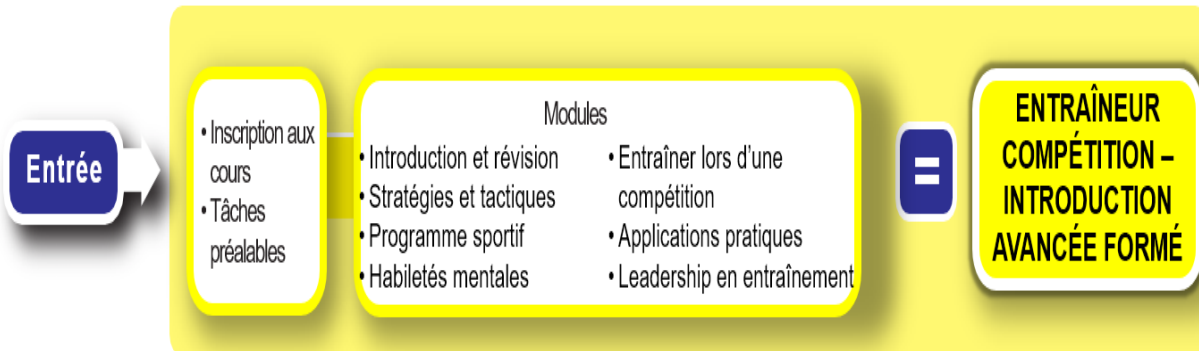 Entrée
• Inscription aux
cours
• Tâches
préalables
Modules
• Introduction et révision
• Stratégies et tactiques
• Programme sportif
• Habiletés mentales
• Entraîner lors d’une
compétition
• Applications pratiques
• Leadership en entraînement
=
ENTRAÎNEUR
COMPÉTITION –
INTRODUCTION
AVANCÉE FORMÉ